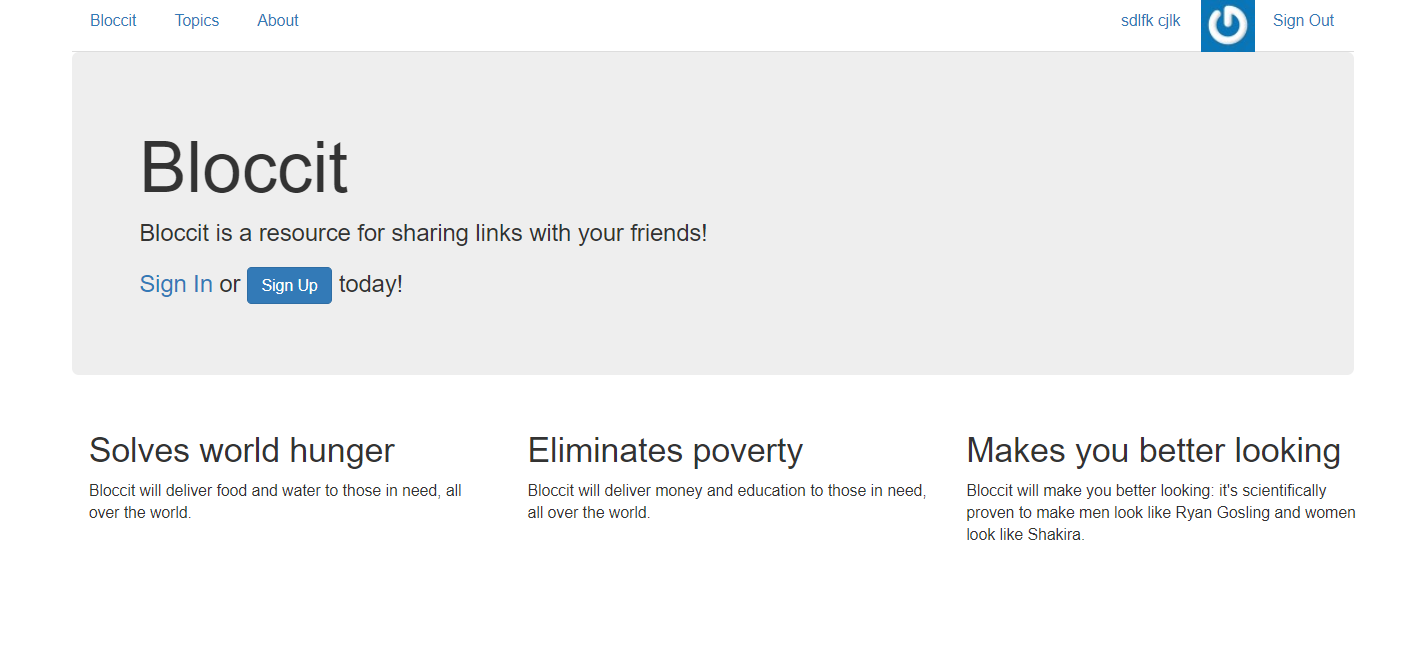 Bloccit Topics About sdlfk cjlk Sign Out
Bloccit
Bloccit is a resource for sharing links with your friends!
Sign In or Sign Up today!
Solves world hunger
Bloccit will deliver food and water to those in need, all
over the world.
Eliminates poverty
Bloccit will deliver money and education to those in need,
all over the world.
Makes you better looking
Bloccit will make you better looking: it's scientifically
proven to make men look like Ryan Gosling and women
look like Shakira.